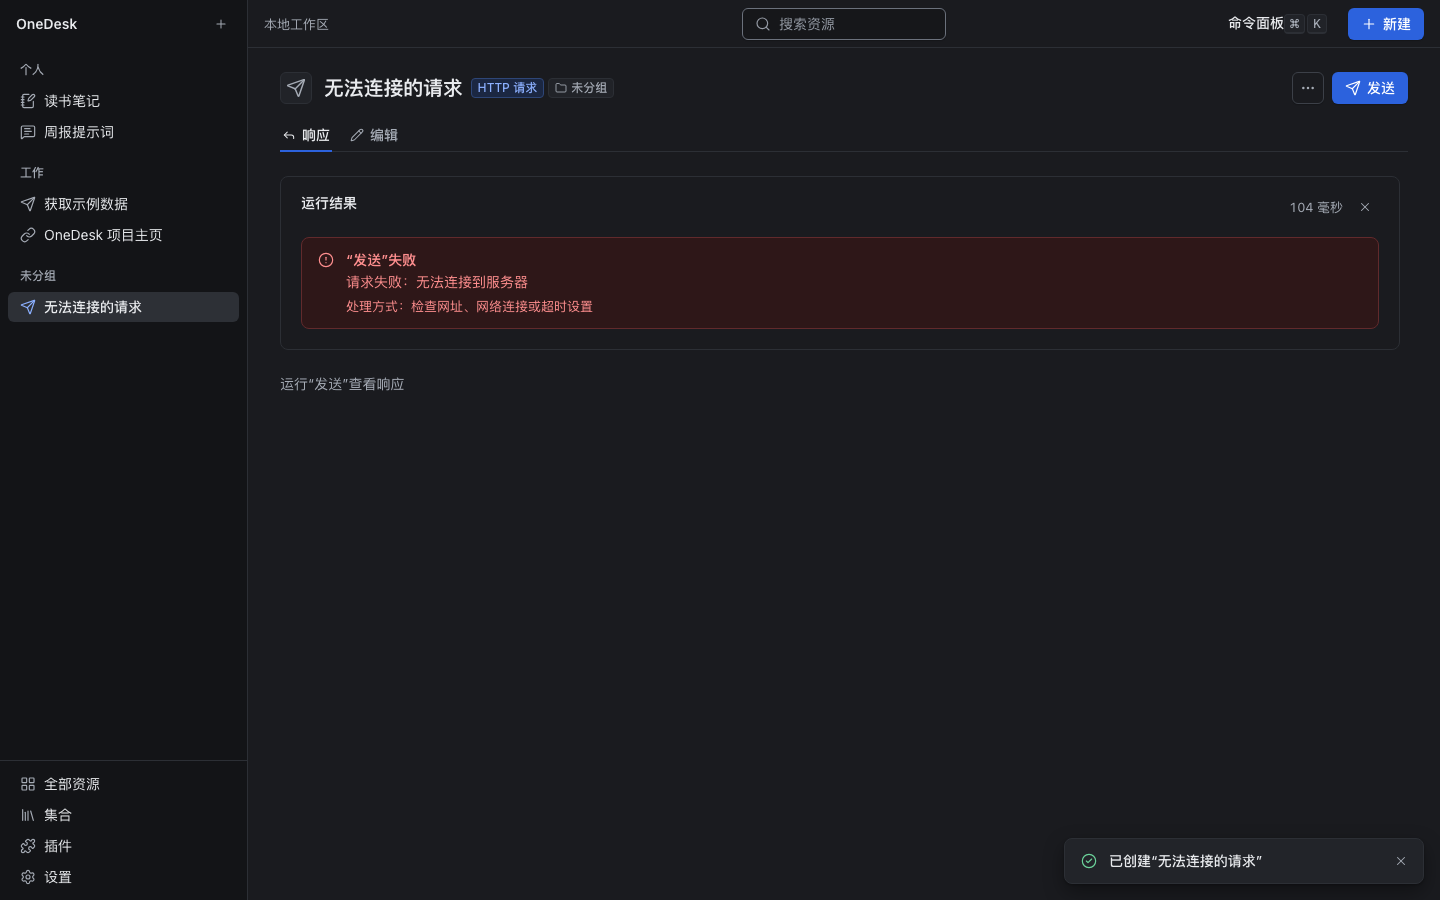 OneDesk
个人
读书笔记
周报提示词
工作
获取示例数据
OneDesk 项目主页
未分组
无法连接的请求
全部资源
集合
插件
设置
本地工作区
搜索资源
命令面板 ⌘ K
新建
无法连接的请求 HTTP 请求 未分组
发送
响应 编辑
运行结果
104 毫秒
“发送”失败
请求失败：无法连接到服务器
处理方式：检查网址、网络连接或超时设置
运行“发送”查看响应
已创建“无法连接的请求”